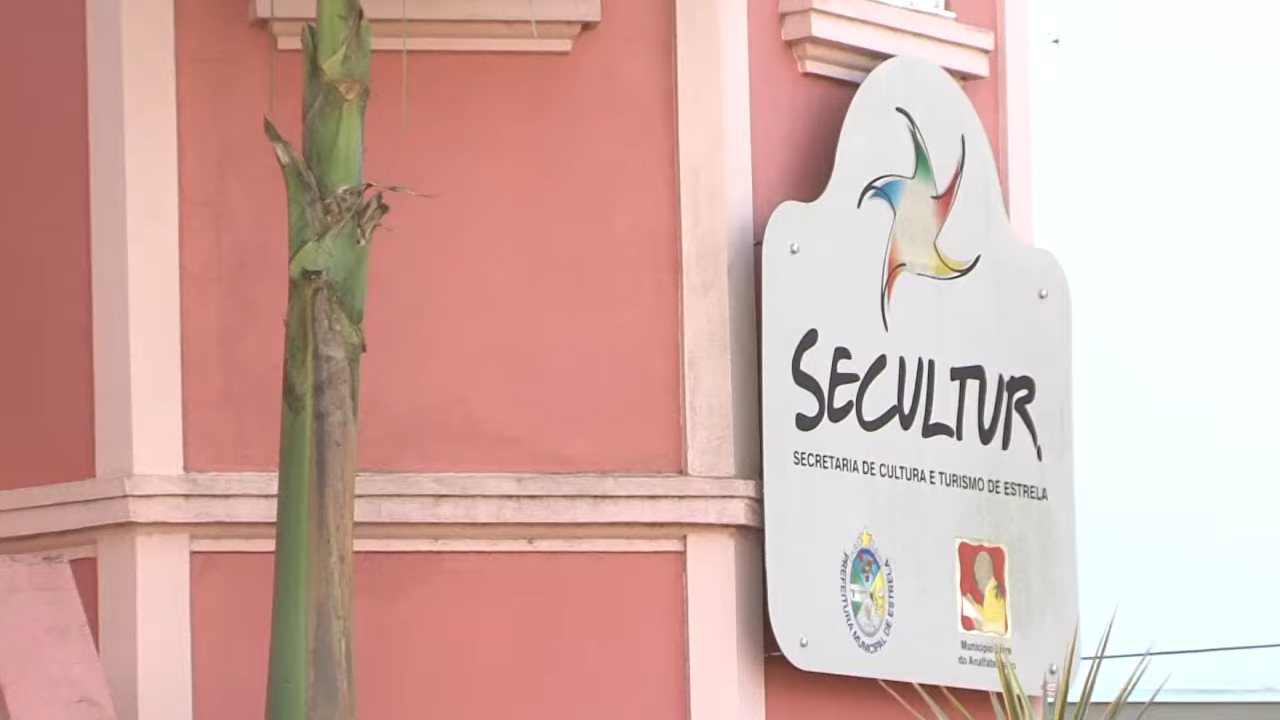 SECULTUR
SECRETARIA DE CULTURA E TURISMO DE ESTRELA
PREFEITURA MUNICIPAL DE ESTRELA
Município
do